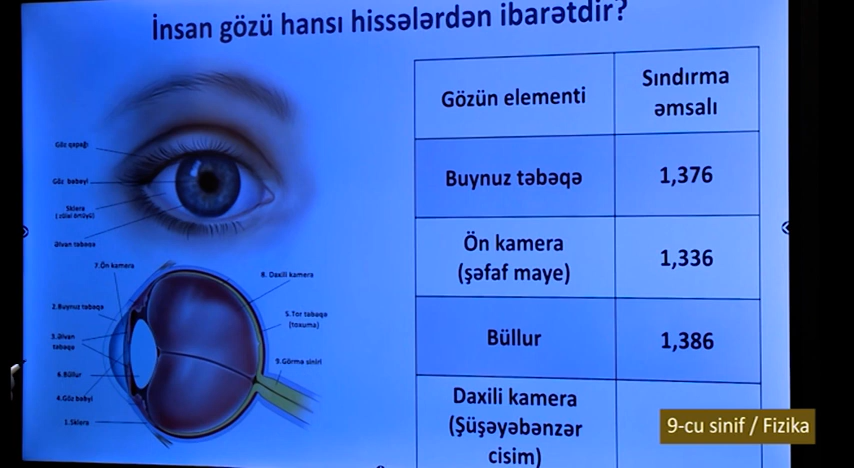 İnsan gözü hansı hissələrdən ibarətdir?
Göz qapağı
Göz bəbəyi
Sklera
( zülal örtüyü)
Əlvan təbəqə
7.Ön kamera
8. Daxili kamera
2.Buynuz təbəqə
5.Tor təbəqə
(toxuma)
3.Əlvan
təbəqə
9.Görmə siniri
6.Büllur
4.Göz bəbəyi
1.Sklera
Gözün elementi
Sındırma
əmsalı
Buynuz təbəqə
1,376
Ön kamera
(şəfaf maye)
1,336
Büllur
1,386
Daxili kamera
(Şüşəyəbənzər
cisim)
9-cu sinif / Fizika